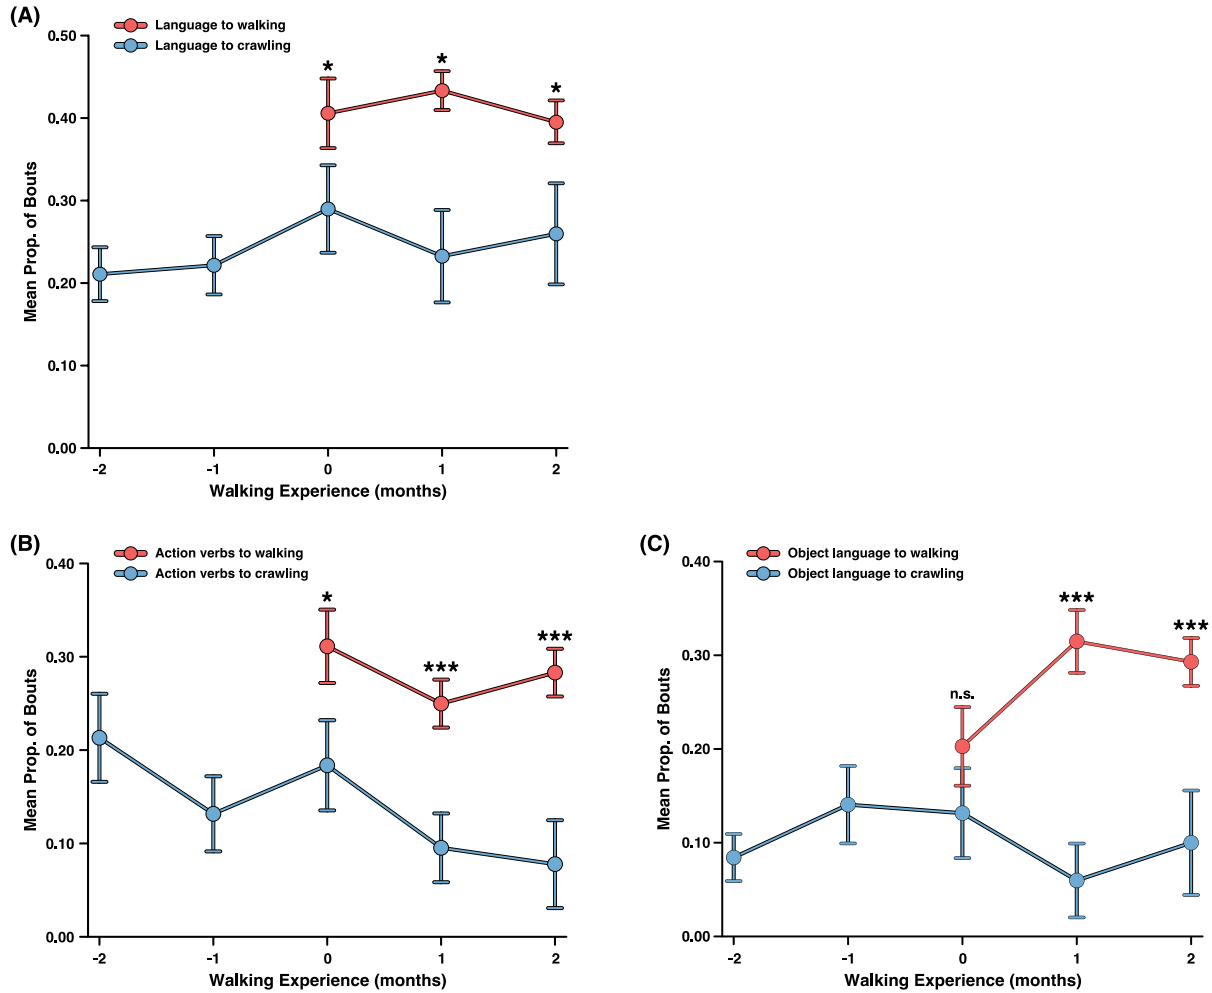 (A)
Language to walking
Language to crawling
0.50
0.40
0.30
0.20
0.10
0.00
Mean Prop. of Bouts
*
*
*
-2 -1 0 1 2
Walking Experience (months)
(B)
Action verbs to walking
Action verbs to crawling
0.40
0.30
0.20
0.10
0.00
Mean Prop. of Bouts
*
***
***
-2 -1 0 1 2
Walking Experience (months)
(C)
Object language to walking
Object language to crawling
0.40
0.30
0.20
0.10
0.00
Mean Prop. of Bouts
n.s.
***
***
-2 -1 0 1 2
Walking Experience (months)